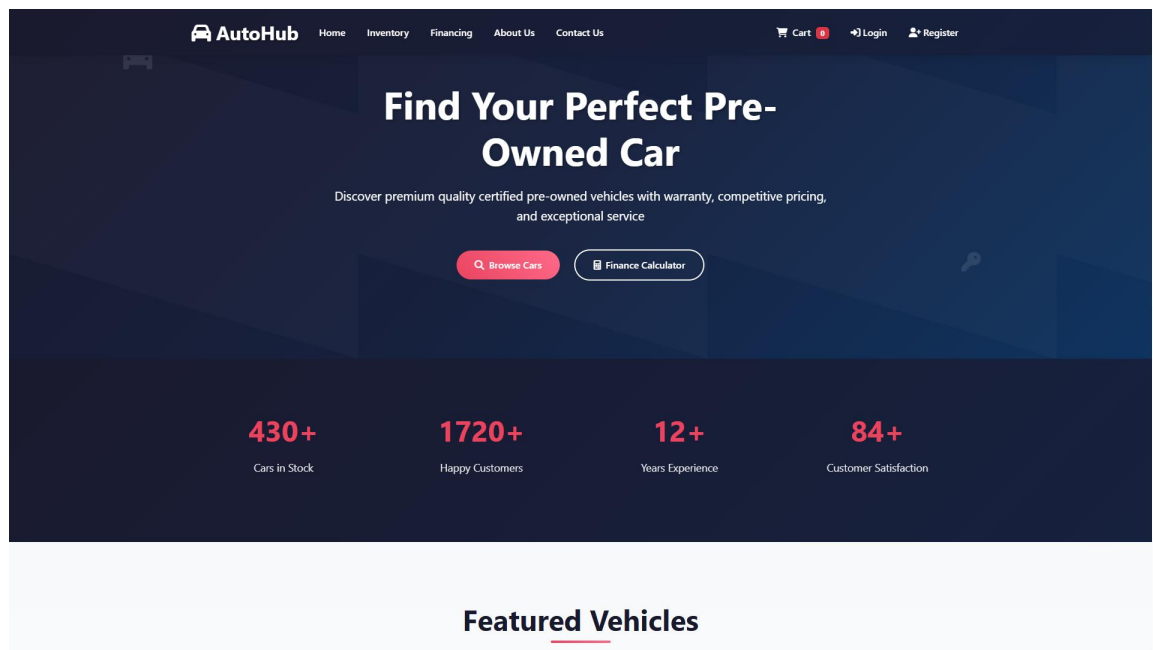 AutoHub
Home Inventory Financing About Us Contact Us
Cart 0 Login Register
Find Your Perfect Pre-
Owned Car
Discover premium quality certified pre-owned vehicles with warranty, competitive pricing,
and exceptional service
Browse Cars Finance Calculator
430+ 1720+ 12+ 84+
Cars in Stock Happy Customers Years Experience Customer Satisfaction
Featured Vehicles